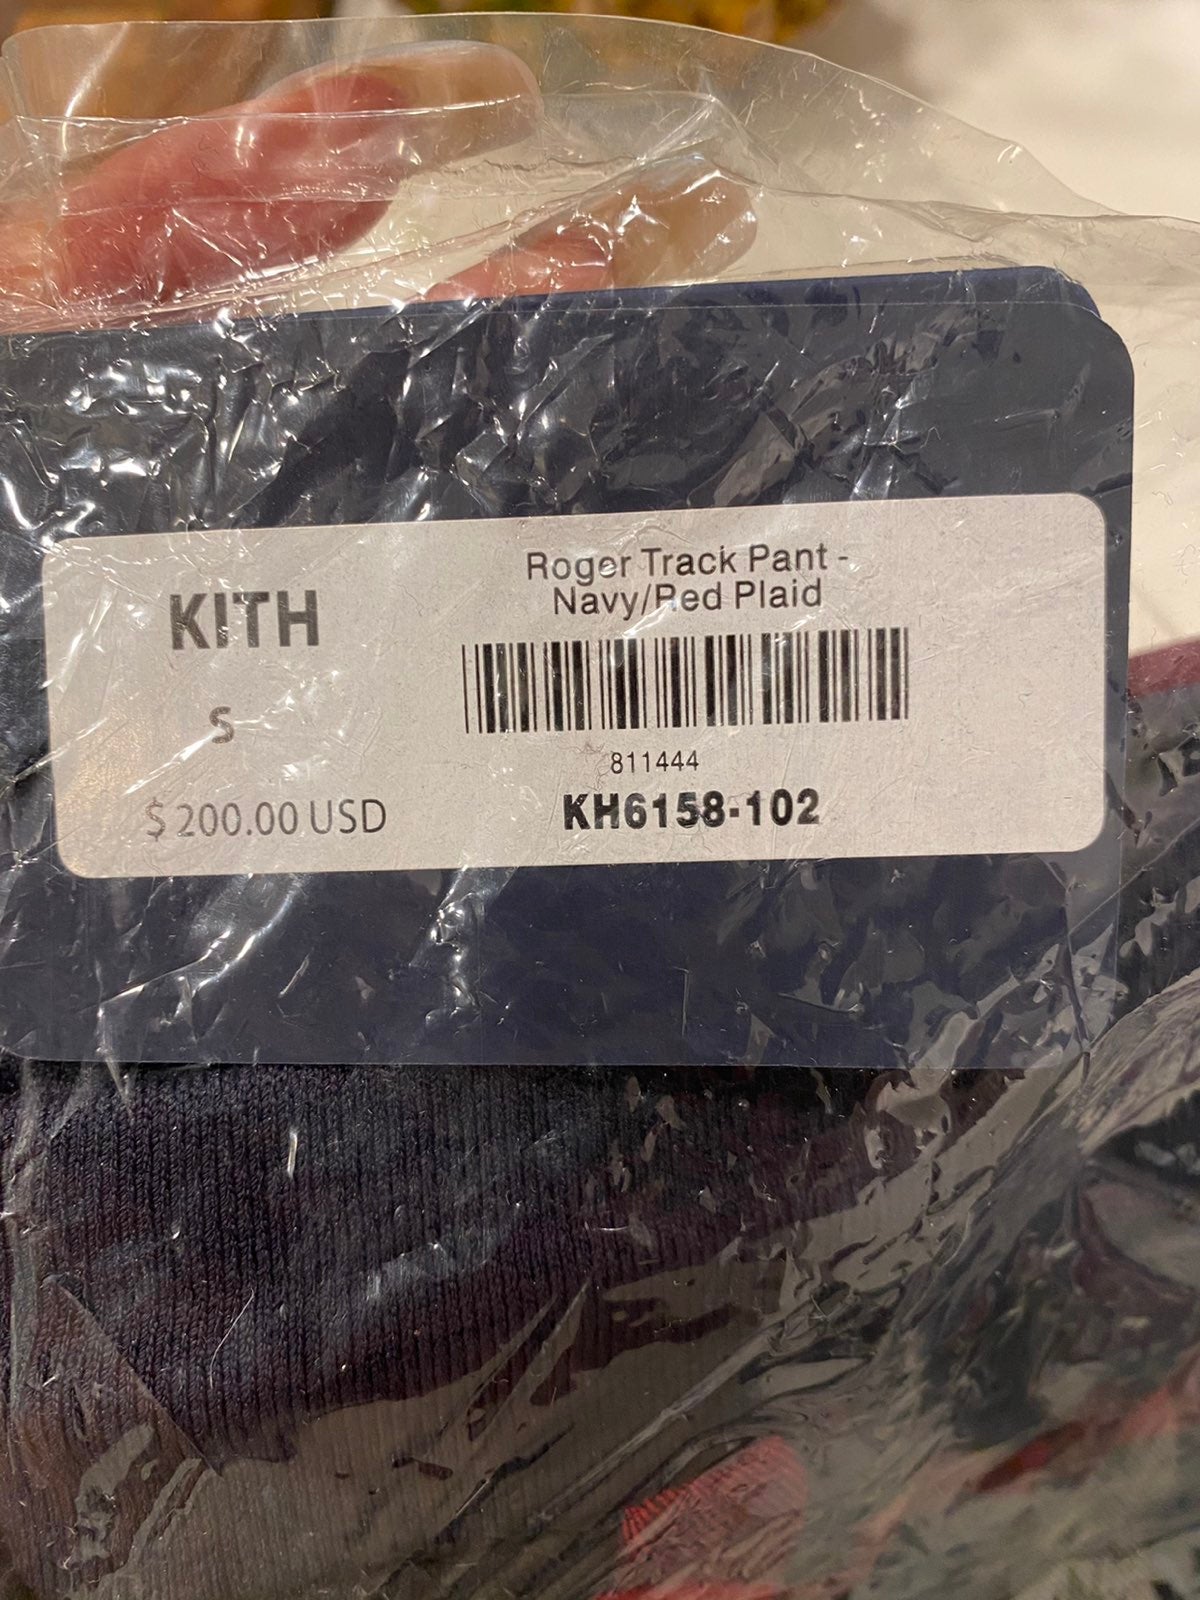 KITH
S
$ 200.00 USD
Roger Track Pant -
Navy/Red Plaid
811444
KH6158-102